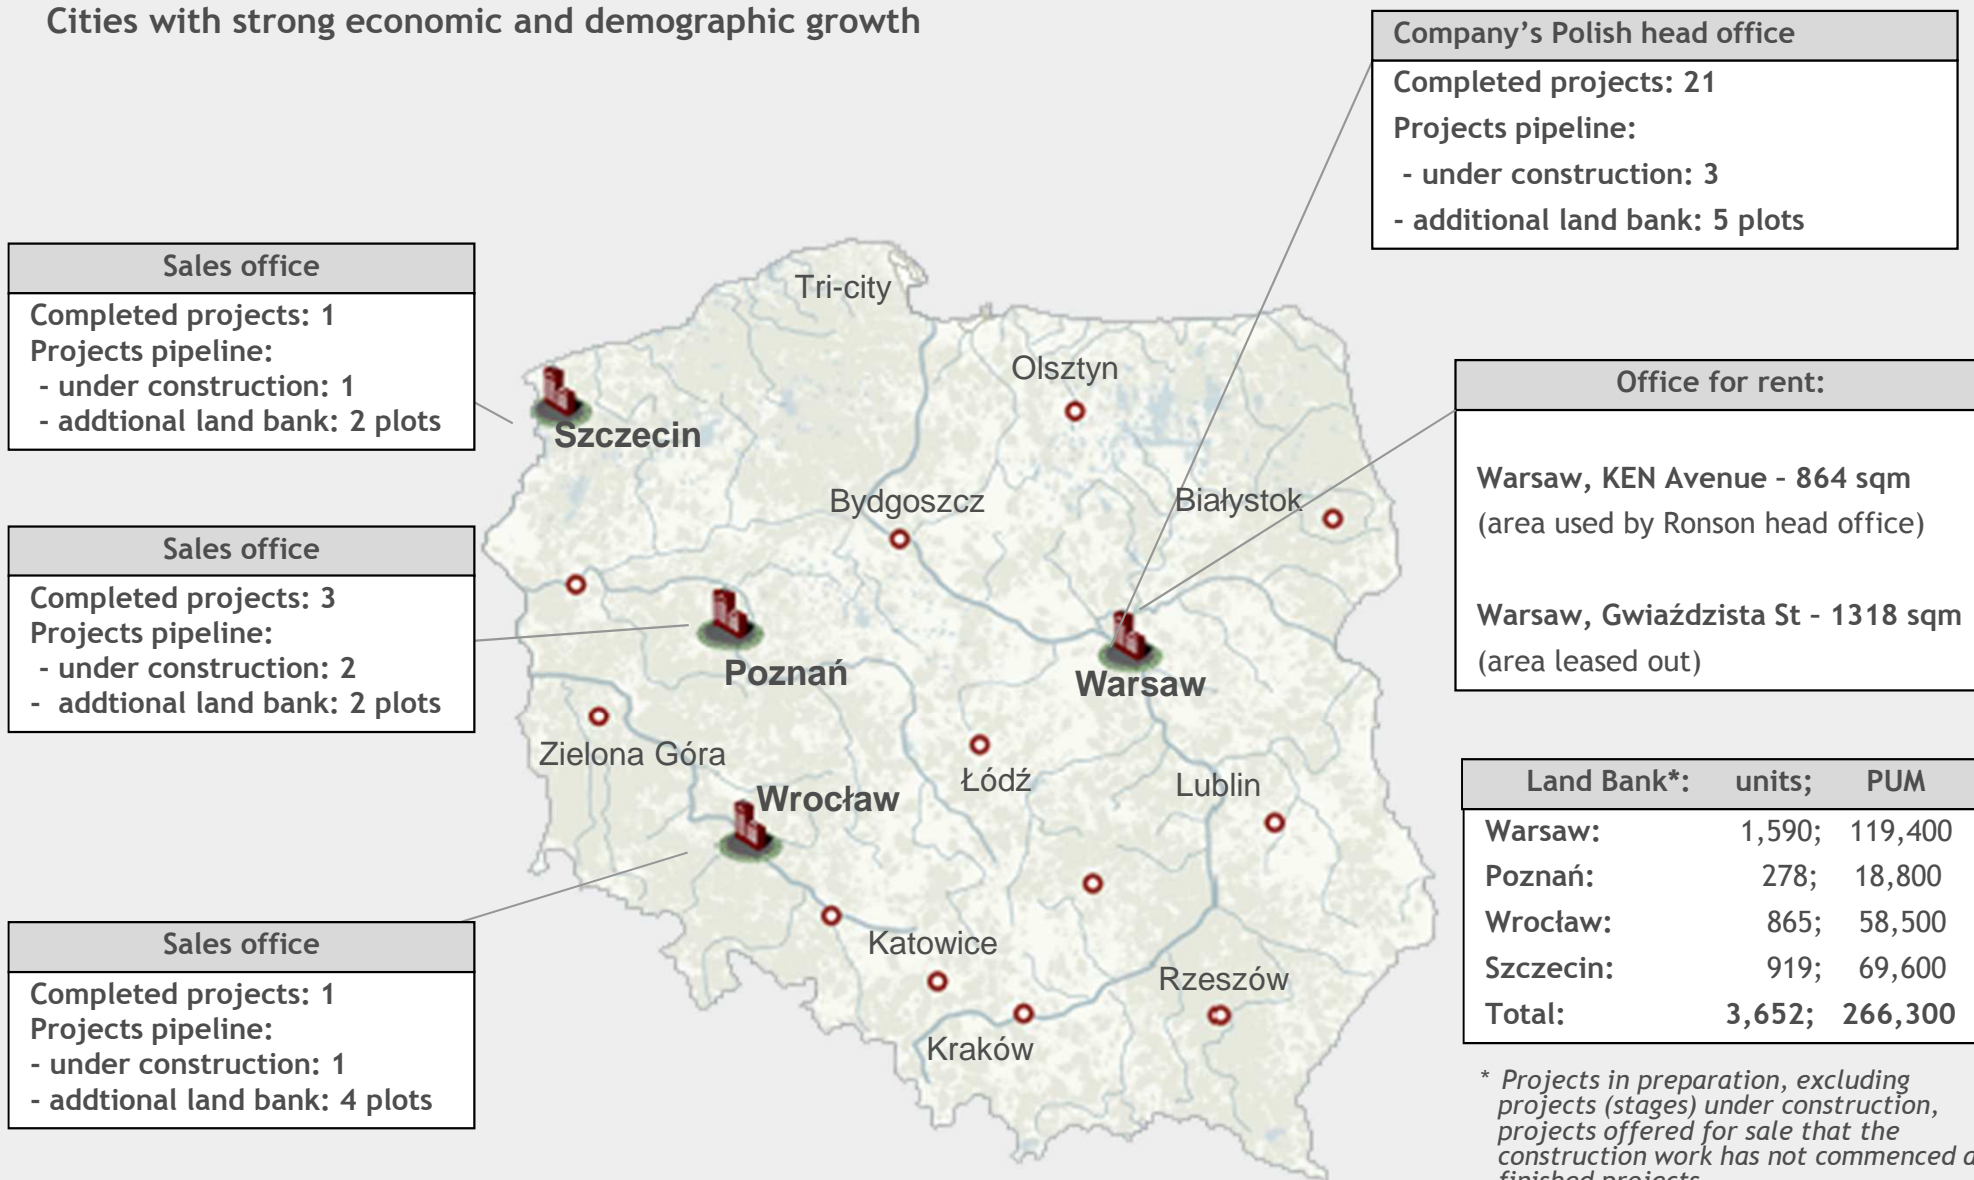 Cities with strong economic and demographic growth
Company’s Polish head office
Completed projects: 21
Projects pipeline:
- under construction: 3
- additional land bank: 5 plots
Sales office
Completed projects: 1
Projects pipeline:
- under construction: 1
- addtional land bank: 2 plots
Sales office
Completed projects: 3
Projects pipeline:
- under construction: 2
- addtional land bank: 2 plots
Sales office
Completed projects: 1
Projects pipeline:
- under construction: 1
- addtional land bank: 4 plots
Tri-city
Olsztyn
Szczecin
Bydgoszcz
Białystok
Poznań
Warsaw
Zielona Góra
Wrocław
Łódź
Lublin
Katowice
Rzeszów
Kraków
Office for rent:
Warsaw, KEN Avenue - 864 sqm
(area used by Ronson head office)
Warsaw, Gwiaździsta St - 1318 sqm
(area leased out)
Land Bank*: units; PUM
Warsaw: 1,590; 119,400
Poznań: 278; 18,800
Wrocław: 865; 58,500
Szczecin: 919; 69,600
Total: 3,652; 266,300
* Projects in preparation, excluding
projects (stages) under construction,
projects offered for sale that the
construction work has not commenced
finished projects